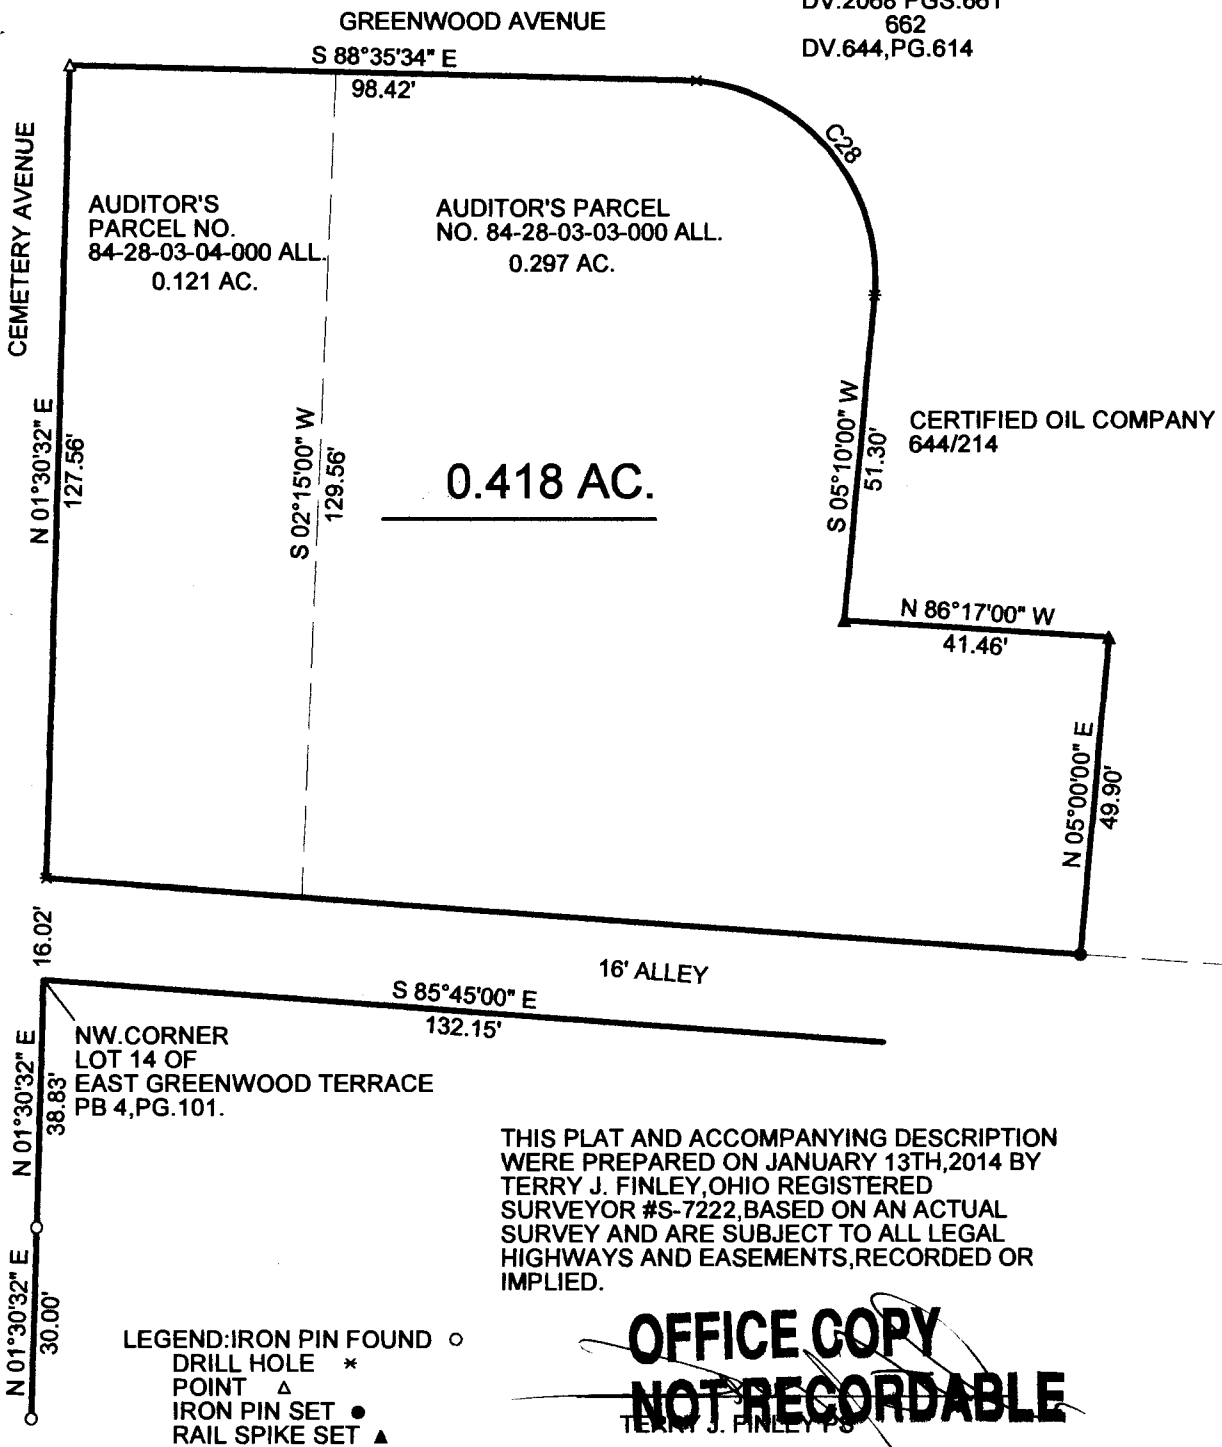 DV.2068 PGS.661
662
DV.644,PG.614
GREENWOOD AVENUE
S 88°35'34" E
98.42'
C28
CEMETERY AVENUE
AUDITOR'S
PARCEL NO.
84-28-03-04-000 ALL.
0.121 AC.
AUDITOR'S PARCEL
NO. 84-28-03-03-000 ALL.
0.297 AC.
N 01°30'32" E
127.56'
S 02°15'00" W
129.56'
0.418 AC.
S 05°10'00" W
51.30'
CERTIFIED OIL COMPANY
644/214
N 86°17'00" W
41.46'
N 05°00'00" E
49.90'
16.02'
16' ALLEY
S 85°45'00" E
132.15'
NW.CORNER
LOT 14 OF
EAST GREENWOOD TERRACE
PB 4,PG.101.
N 01°30'32" E
38.83'
N 01°30'32" E
30.00'
THIS PLAT AND ACCOMPANYING DESCRIPTION
WERE PREPARED ON JANUARY 13TH,2014 BY
TERRY J. FINLEY,OHIO REGISTERED
SURVEYOR #S-7222,BASED ON AN ACTUAL
SURVEY AND ARE SUBJECT TO ALL LEGAL
HIGHWAYS AND EASEMENTS,RECORDED OR
IMPLIED.
LEGEND:IRON PIN FOUND
DRILL HOLE
POINT
IRON PIN SET
RAIL SPIKE SET
OFFICE COPY
NOT RECORDABLE
TERRY J. FINLEY PS